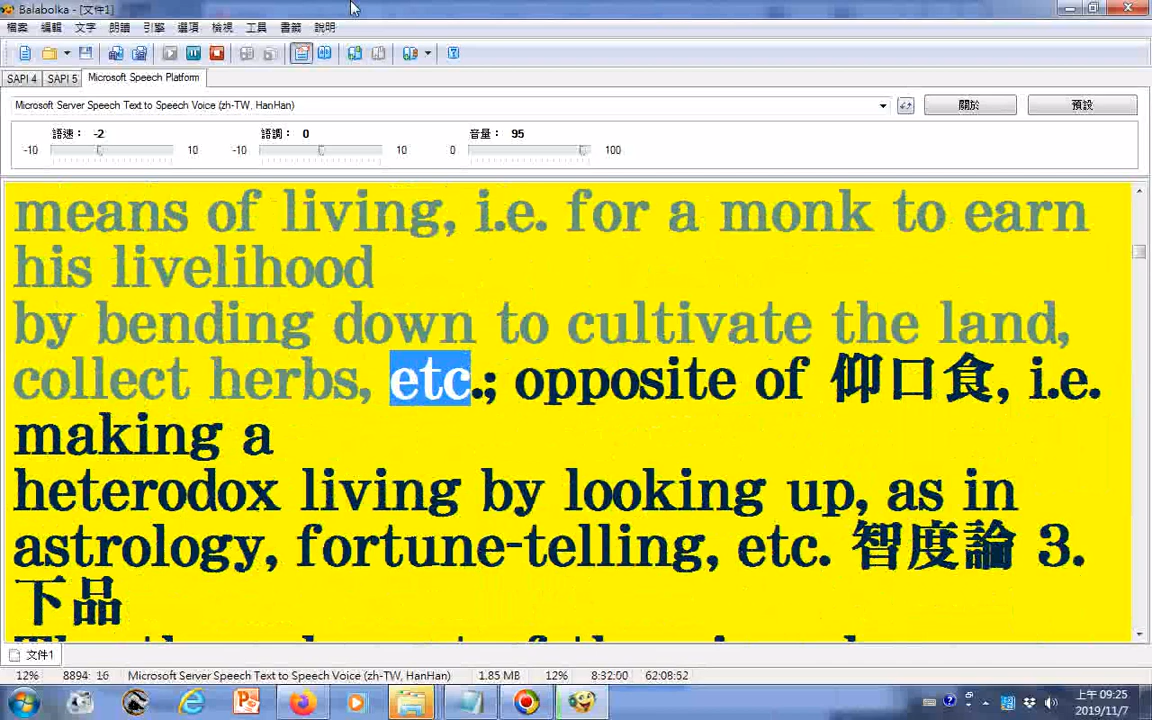 Balabolka - [文件1]
檔案 編輯 文字 朗讀 引擎 選項 檢視 工具 書籤 說明
SAPI 4 SAPI 5 Microsoft Speech Platform
Microsoft Server Speech Text to Speech Voice (zh-TW, HanHan) 關於 預設
語速： -2 語調： 0 音量： 95
-10 10 -10 10 0 100
means of living, i.e. for a monk to earn
his livelihood
by bending down to cultivate the land,
collect herbs, etc.; opposite of 仰口食, i.e.
making a
heterodox living by looking up, as in
astrology, fortune-telling, etc. 智度論 3.
下品
文件1
12% 8894: 16 Microsoft Server Speech Text to Speech Voice (zh-TW, HanHan) 1.85 MB 12% 8:32:00 62:08:52
上午 09:25
2019/11/7